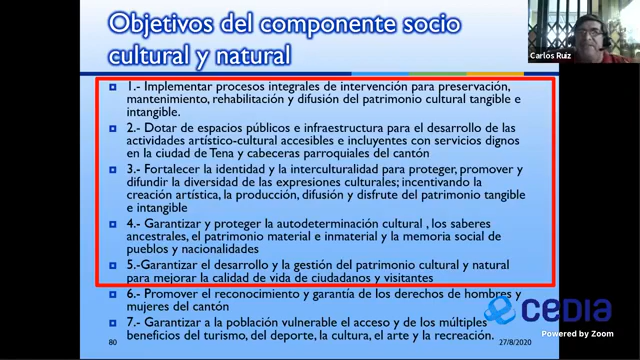 Objetivos del componente socio
cultural y natural
Carlos Ruiz
1.- Implementar procesos integrales de intervención para preservación,
mantenimiento, rehabilitación y difusión del patrimonio cultural tangible e
intangible.
2.- Dotar de espacios públicos e infraestructura para el desarrollo de las
actividades artístico-cultural accesibles e incluyentes con servicios dignos
en la ciudad de Tena y cabeceras parroquiales del cantón
3.- Fortalecer la identidad y la interculturalidad para proteger, promover y
difundir la diversidad de las expresiones culturales; incentivando la
creación artística, la producción, difusión y disfrute del patrimonio tangible
e intangible
4.- Garantizar y proteger la autodeterminación cultural , los saberes
ancestrales, el patrimonio material e inmaterial y la memoria social de
pueblos y nacionalidades
5.-Garantizar el desarrollo y la gestión del patrimonio cultural y natural
para mejorar la calidad de vida de ciudadanos y visitantes
6.- Promover el reconocimiento y garantía de los derechos de hombres y
mujeres del cantón
7.- Garantizar a la población vulnerable el acceso y de los múltiples
beneficios del turismo, del deporte, la cultura, el arte y la recreación.
cedia
Powered by Zoom
80
27/8/2020